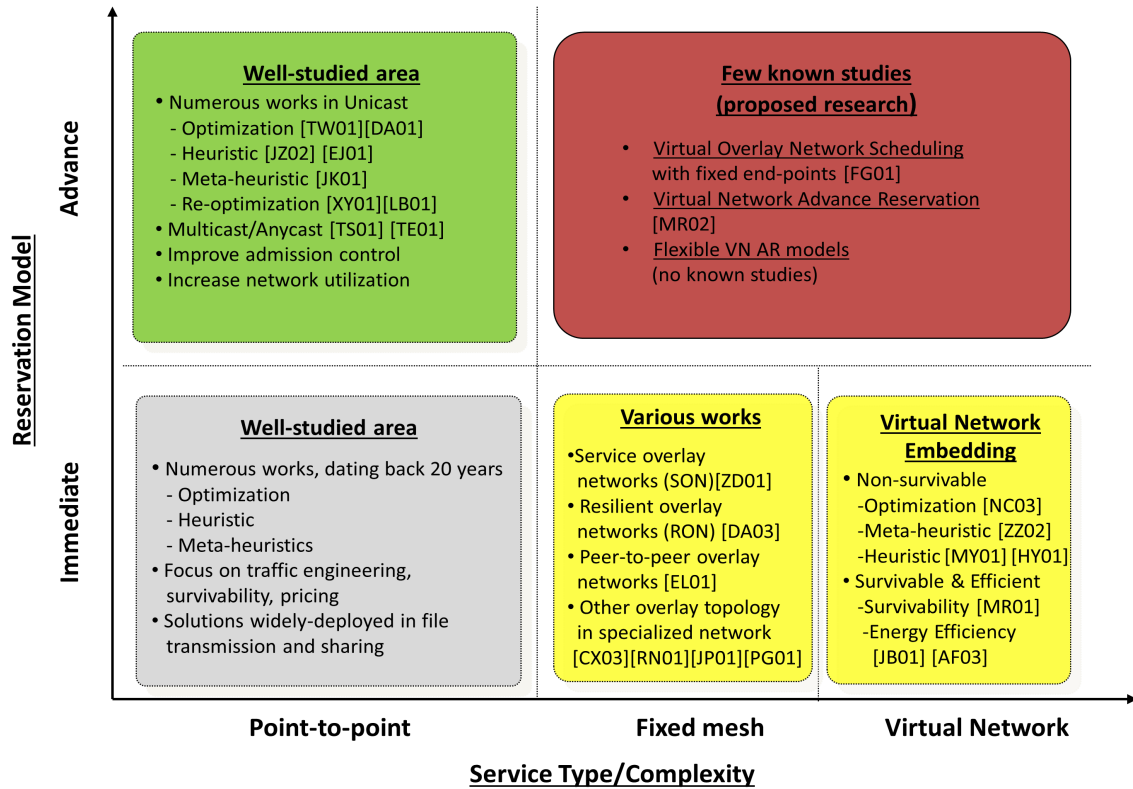 Reservation Model
Advance
Immediate
Well-studied area
• Numerous works in Unicast
- Optimization [TW01][DA01]
- Heuristic [JZ02] [EJ01]
- Meta-heuristic [JK01]
- Re-optimization [XY01][LB01]
• Multicast/Anycast [TS01] [TE01]
• Improve admission control
• Increase network utilization
Few known studies
(proposed research)
• Virtual Overlay Network Scheduling
with fixed end-points [FG01]
• Virtual Network Advance Reservation
[MR02]
• Flexible VN AR models
(no known studies)
Well-studied area
• Numerous works, dating back 20 years
- Optimization
- Heuristic
- Meta-heuristics
• Focus on traffic engineering,
survivability, pricing
• Solutions widely-deployed in file
transmission and sharing
Various works
•Service overlay
networks (SON)[ZD01]
• Resilient overlay
networks (RON) [DA03]
• Peer-to-peer overlay
networks [EL01]
• Other overlay topology
in specialized network
[CX03][RN01][JP01][PG01]
Virtual Network
Embedding
• Non-survivable
-Optimization [NC03]
-Meta-heuristic [ZZ02]
-Heuristic [MY01] [HY01]
• Survivable & Efficient
-Survivability [MR01]
-Energy Efficiency
[JB01] [AF03]
Point-to-point
Fixed mesh
Virtual Network
Service Type/Complexity